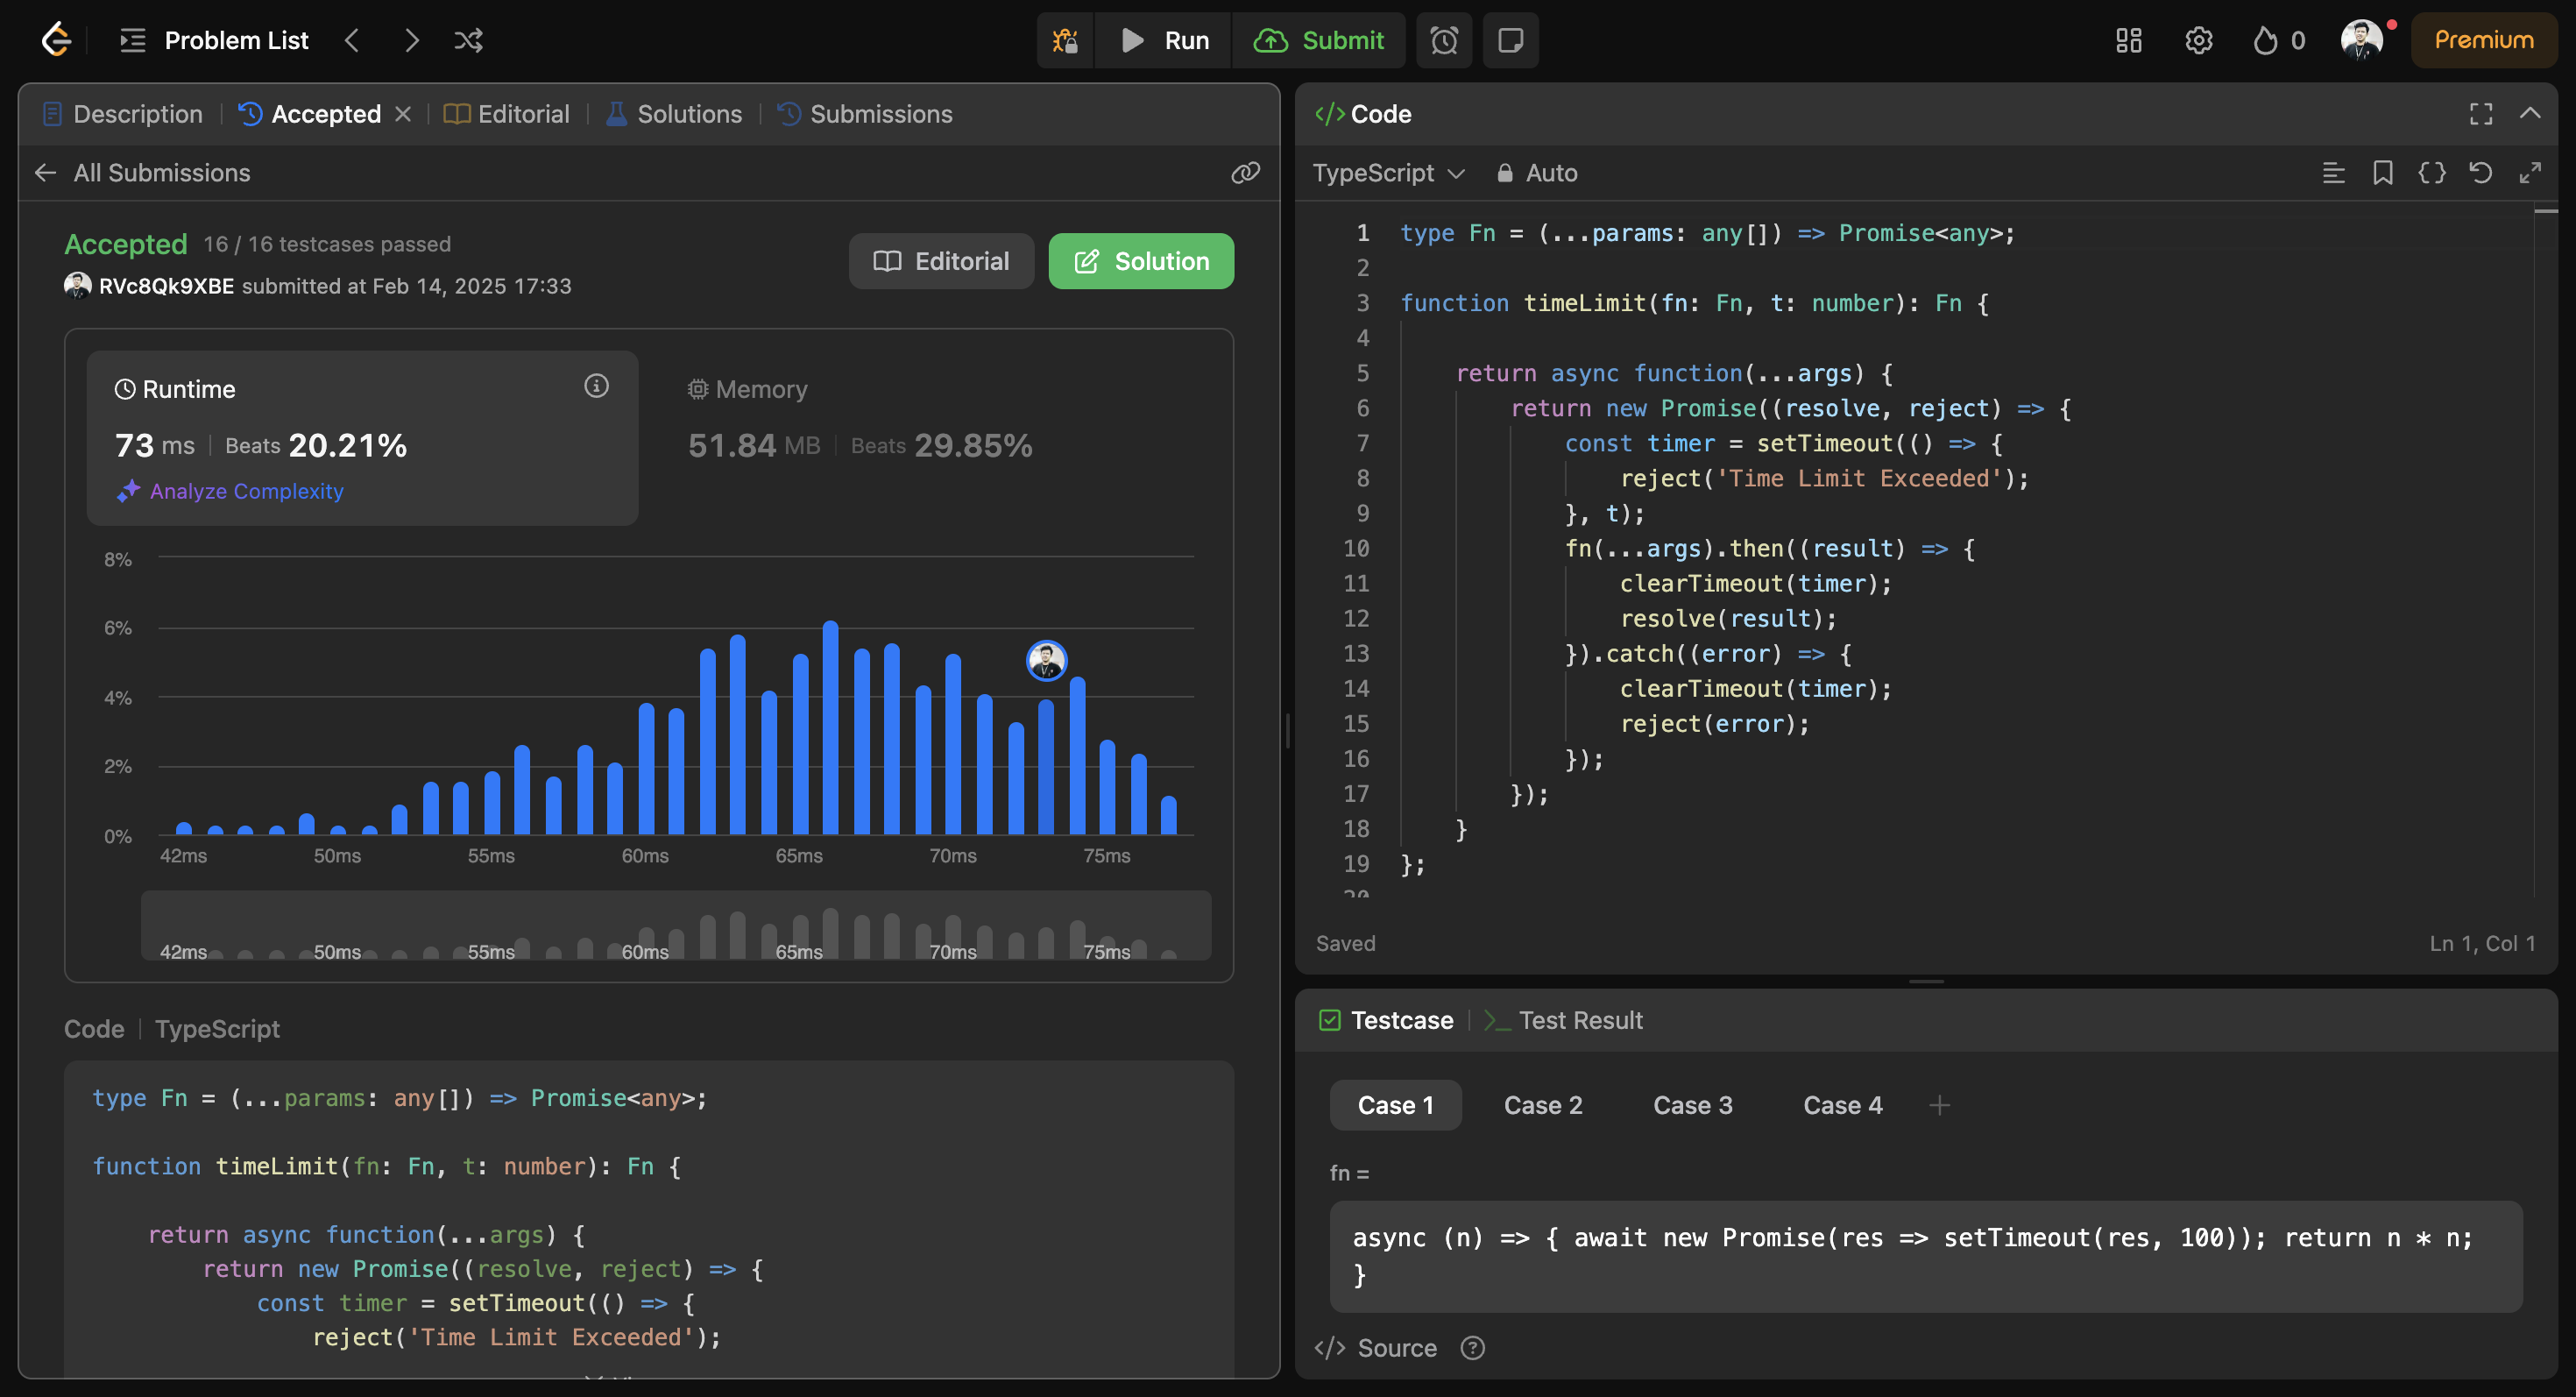 Problem List
Run
Submit
0
Premium
Description
Accepted
Editorial
Solutions
Submissions
All Submissions
Accepted 16 / 16 testcases passed
RVc8Qk9XBE submitted at Feb 14, 2025 17:33
Editorial
Solution
Runtime
73 ms Beats 20.21%
Analyze Complexity
Memory
51.84 MB Beats 29.85%
8%
6%
4%
2%
0%
42ms 50ms 55ms 60ms 65ms 70ms 75ms
42ms 50ms 55ms 60ms 65ms 70ms 75ms
Code | TypeScript
type Fn = (...params: any[]) => Promise<any>;
function timeLimit(fn: Fn, t: number): Fn {
    return async function(...args) {
        return new Promise((resolve, reject) => {
            const timer = setTimeout(() => {
                reject('Time Limit Exceeded');
</> Code
TypeScript
Auto
1 type Fn = (...params: any[]) => Promise<any>;
2
3 function timeLimit(fn: Fn, t: number): Fn {
4
5     return async function(...args) {
6         return new Promise((resolve, reject) => {
7             const timer = setTimeout(() => {
8                 reject('Time Limit Exceeded');
9             }, t);
10             fn(...args).then((result) => {
11                 clearTimeout(timer);
12                 resolve(result);
13             }).catch((error) => {
14                 clearTimeout(timer);
15                 reject(error);
16             });
17         });
18     }
19 };
20
Saved
Ln 1, Col 1
Testcase
Test Result
Case 1
Case 2
Case 3
Case 4
+
fn =
async (n) => { await new Promise(res => setTimeout(res, 100)); return n * n;
}
</> Source